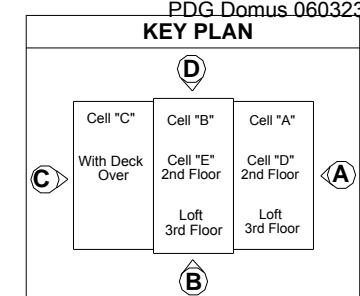 PDG Domus 060323
KEY PLAN
D
Cell "C"
With Deck
Over
Cell "B"
Cell "E"
2nd Floor
Loft
3rd Floor
Cell "A"
Cell "D"
2nd Floor
Loft
3rd Floor
C
A
B